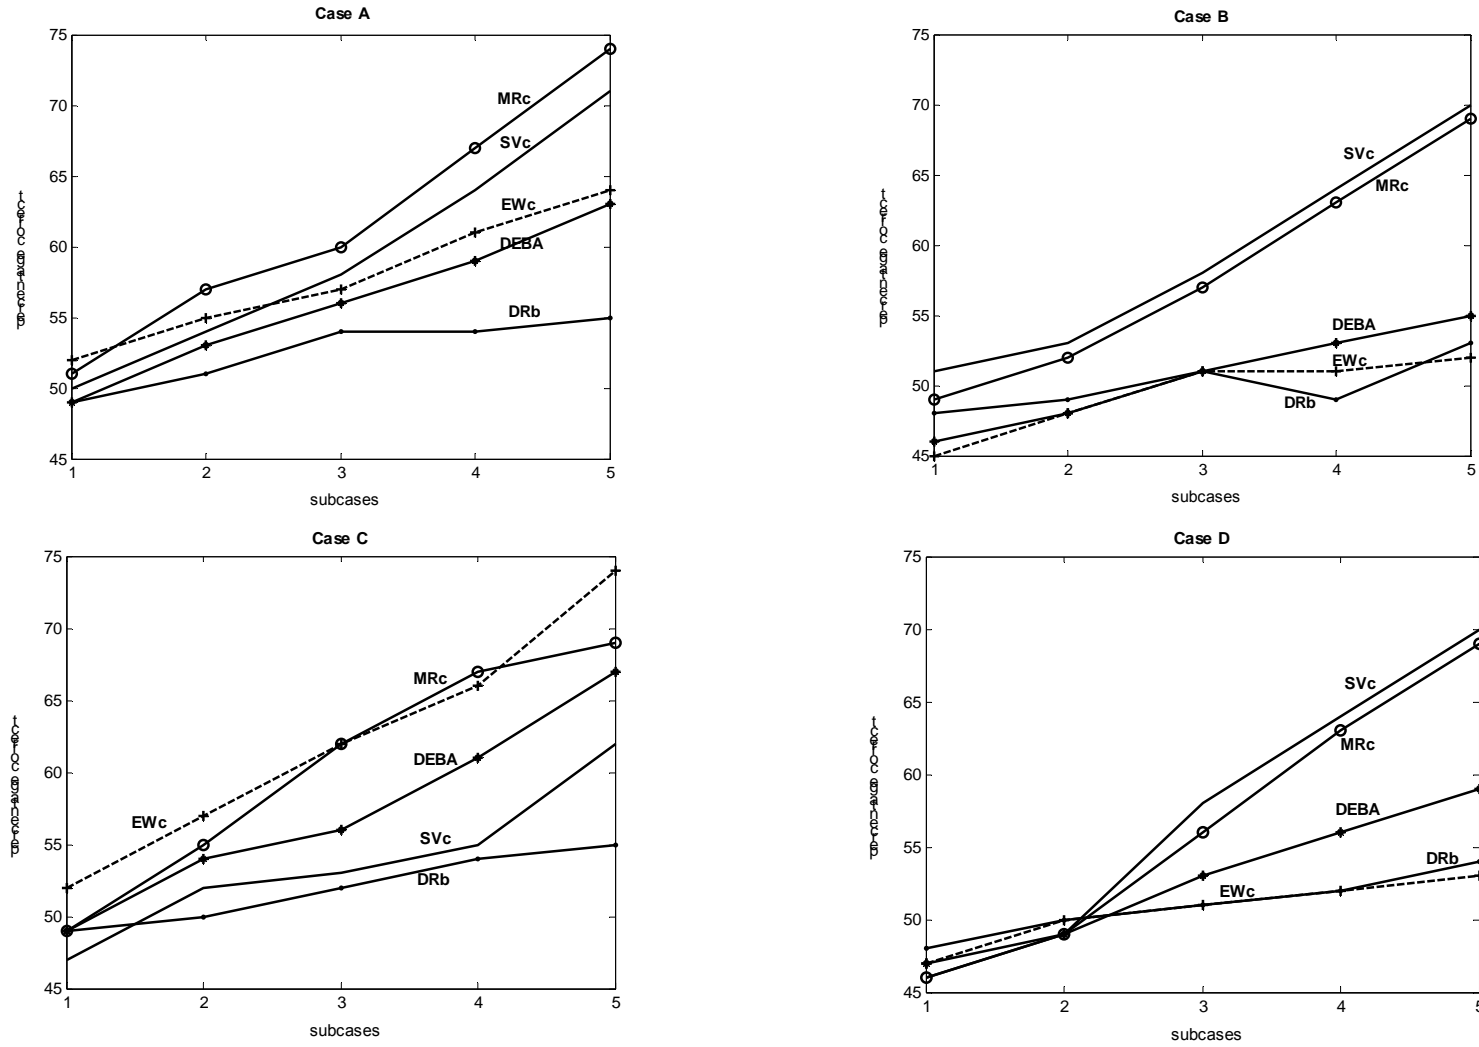 Case A
75
70
65
60
55
50
45
1 2 3 4 5
MRc
SVc
EWc
DEBA
DRb
subcases
Case B
75
70
65
60
55
50
45
1 2 3 4 5
SVc
MRc
DEBA
EWc
DRb
subcases
Case C
75
70
65
60
55
50
45
1 2 3 4 5
MRc
DEBA
EWc
SVc
DRb
subcases
Case D
75
70
65
60
55
50
45
1 2 3 4 5
SVc
MRc
DEBA
DRb
EWc
subcases